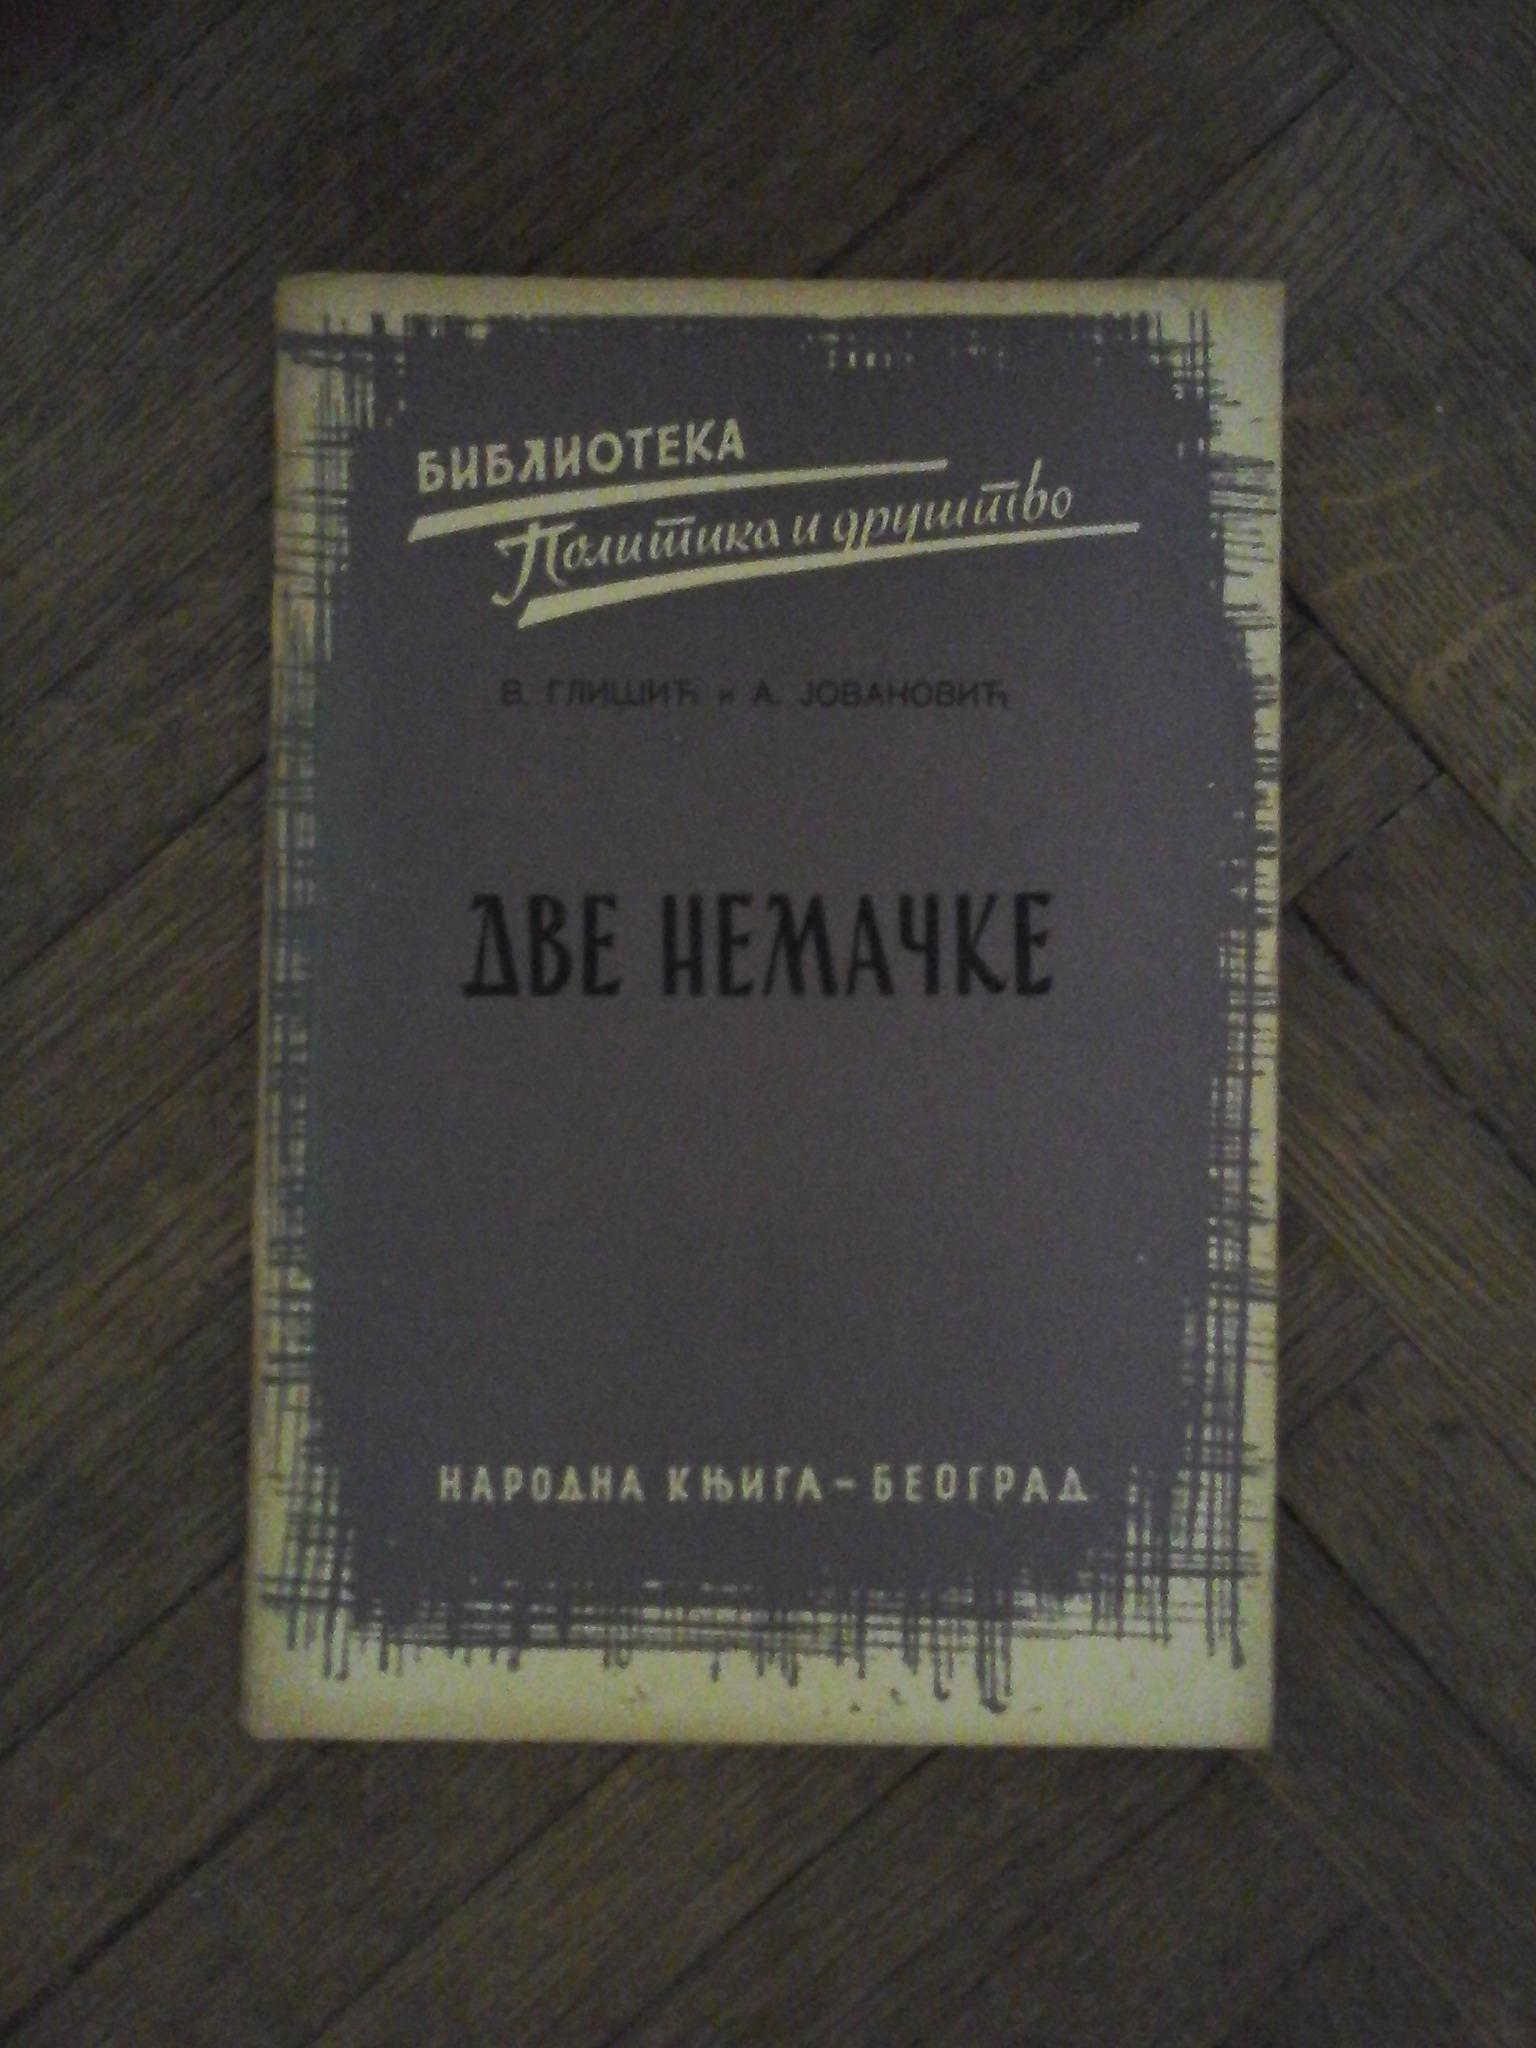 БИБЛИОТЕКА
Политика и друштво
В. ГЛИШИЋ и А. ЈОВАНОВИЋ
ДВЕ НЕМАЧКЕ
НАРОДНА КЊИГА – БЕОГРАД